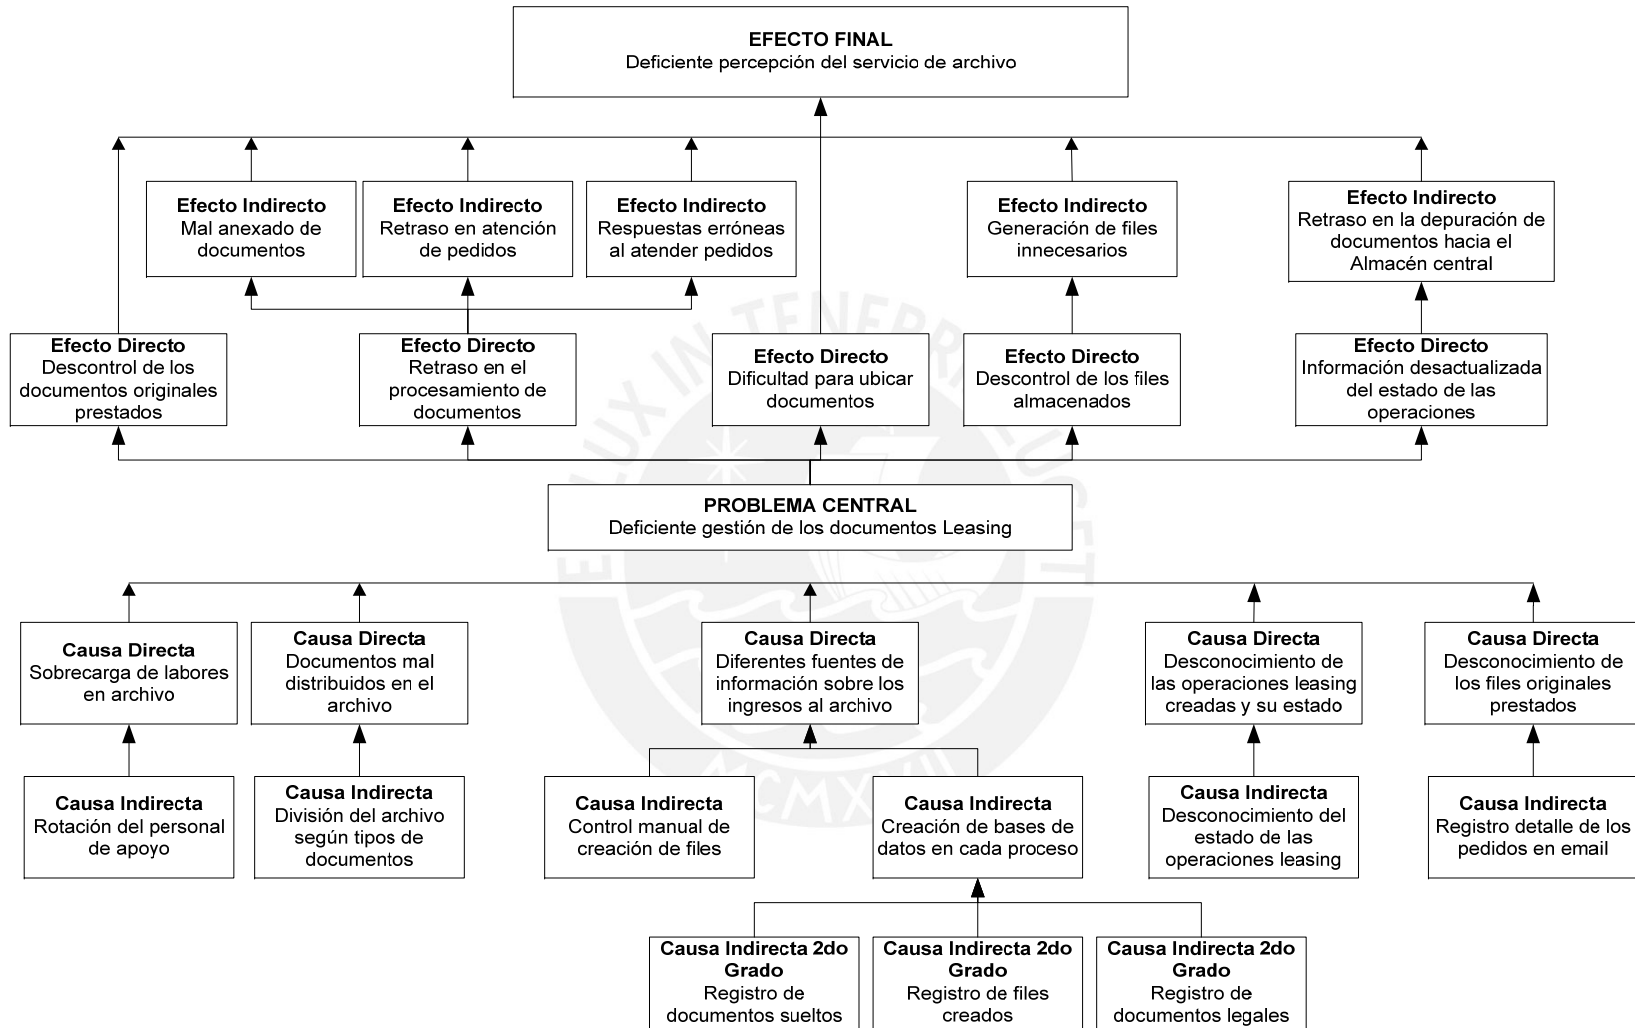 EFECTO FINAL
Deficiente percepción del servicio de archivo
Efecto Indirecto
Mal anexado de
documentos
Efecto Indirecto
Retraso en atención
de pedidos
Efecto Indirecto
Respuestas erróneas
al atender pedidos
Efecto Indirecto
Generación de files
innecesarios
Efecto Indirecto
Retraso en la depuración de
documentos hacia el
Almacén central
Efecto Directo
Descontrol de los
documentos originales
prestados
Efecto Directo
Retraso en el
procesamiento de
documentos
Efecto Directo
Dificultad para ubicar
documentos
Efecto Directo
Descontrol de los files
almacenados
Efecto Directo
Información desactualizada
del estado de las
operaciones
PROBLEMA CENTRAL
Deficiente gestión de los documentos Leasing
Causa Directa
Sobrecarga de labores
en archivo
Causa Directa
Documentos mal
distribuidos en el
archivo
Causa Directa
Diferentes fuentes de
información sobre los
ingresos al archivo
Causa Directa
Desconocimiento de
las operaciones leasing
creadas y su estado
Causa Directa
Desconocimiento de
los files originales
prestados
Causa Indirecta
Rotación del personal
de apoyo
Causa Indirecta
División del archivo
según tipos de
documentos
Causa Indirecta
Control manual de
creación de files
Causa Indirecta
Creación de bases de
datos en cada proceso
Causa Indirecta
Desconocimiento del
estado de las
operaciones leasing
Causa Indirecta
Registro detalle de los
pedidos en email
Causa Indirecta 2do
Grado
Registro de
documentos sueltos
Causa Indirecta 2do
Grado
Registro de files
creados
Causa Indirecta 2do
Grado
Registro de
documentos legales